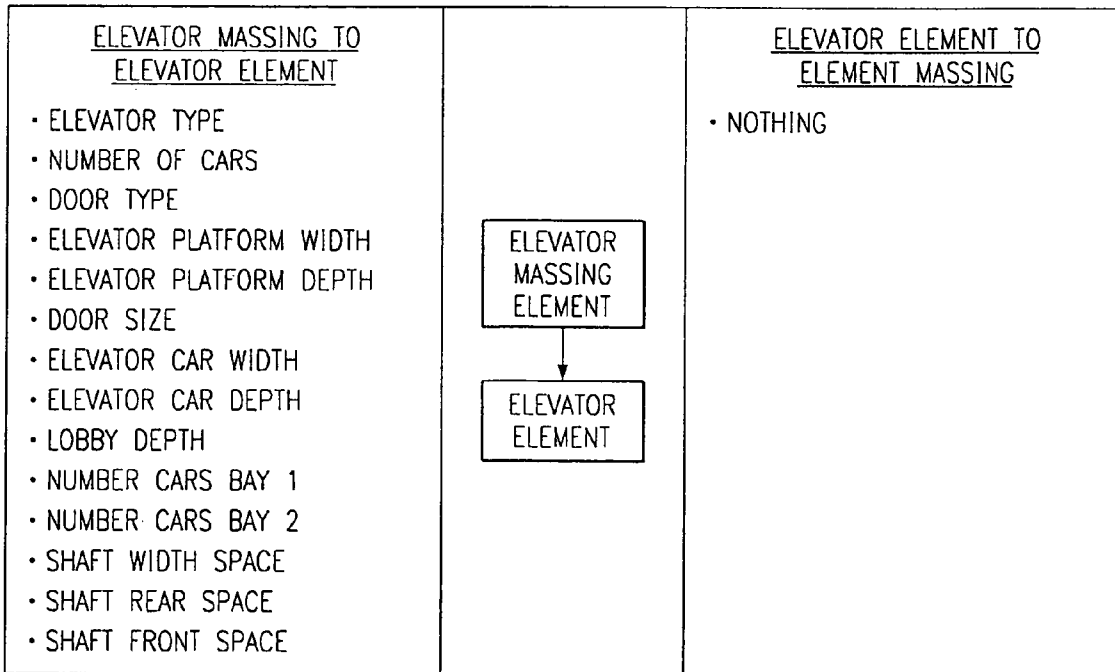 ELEVATOR MASSING TO
ELEVATOR ELEMENT
• ELEVATOR TYPE
• NUMBER OF CARS
• DOOR TYPE
• ELEVATOR PLATFORM WIDTH
• ELEVATOR PLATFORM DEPTH
• DOOR SIZE
• ELEVATOR CAR WIDTH
• ELEVATOR CAR DEPTH
• LOBBY DEPTH
• NUMBER CARS BAY 1
• NUMBER CARS BAY 2
• SHAFT WIDTH SPACE
• SHAFT REAR SPACE
• SHAFT FRONT SPACE
ELEVATOR
MASSING
ELEMENT
ELEVATOR
ELEMENT
ELEVATOR ELEMENT TO
ELEMENT MASSING
• NOTHING